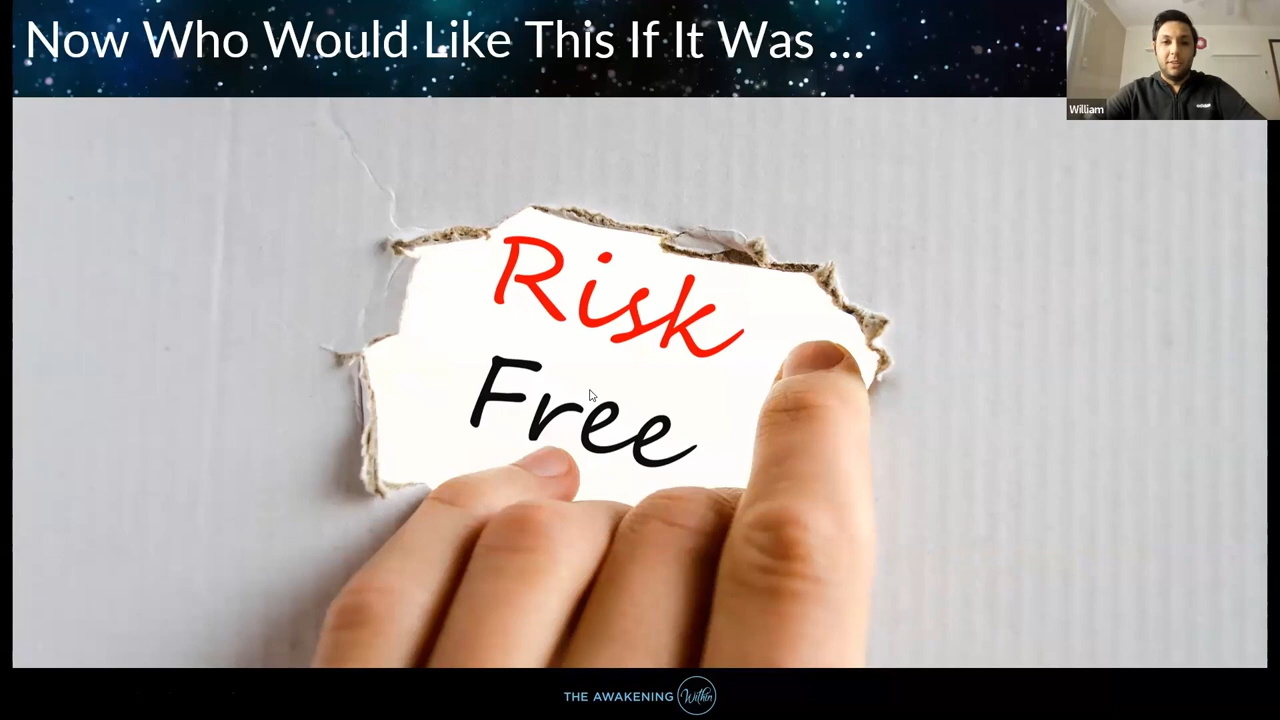 Now Who Would Like This If It Was ...
William
Risk
Free
THE AWAKENING Within